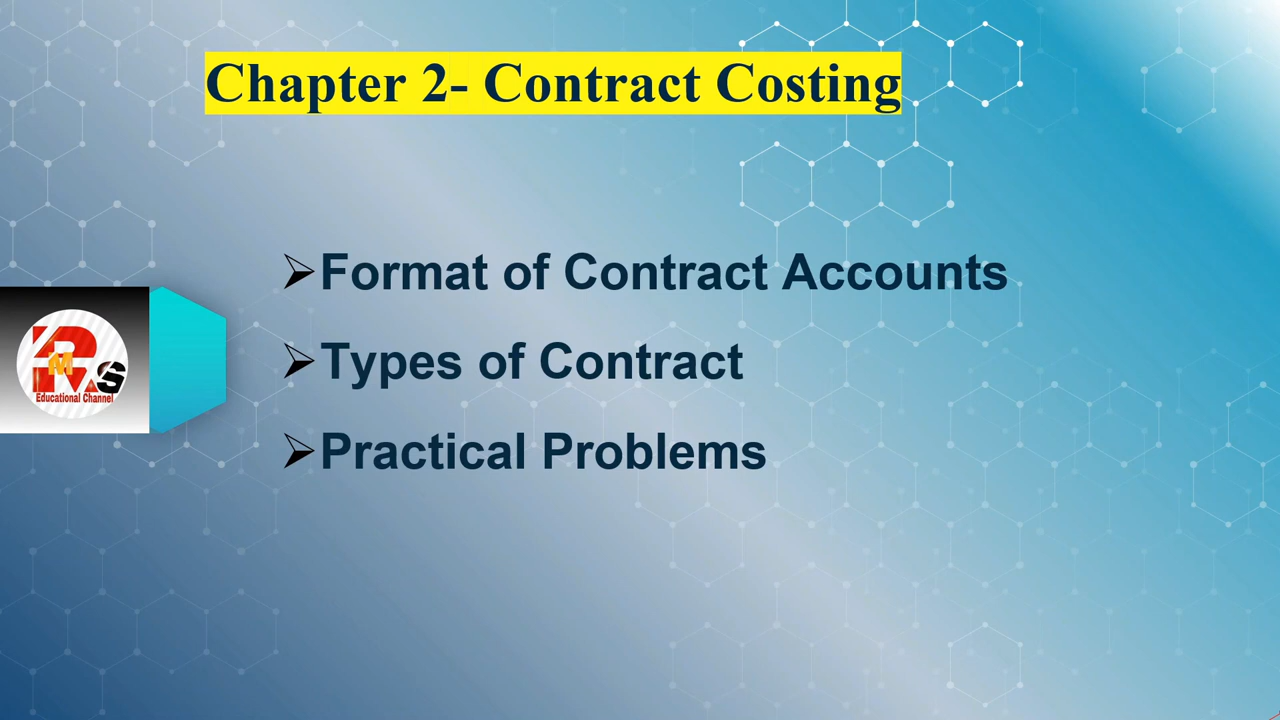 Chapter 2- Contract Costing
➢Format of Contract Accounts
➢Types of Contract
➢Practical Problems
Educational Channel